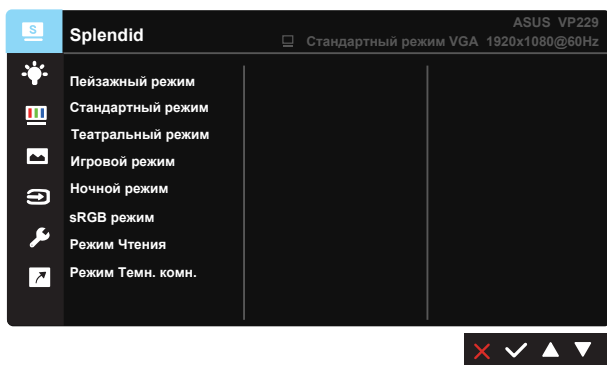 S
Splendid
ASUS VP229
Стандартный режим VGA 1920x1080@60Hz
Пейзажный режим
Стандартный режим
Театральный режим
Игровой режим
Ночной режим
sRGB режим
Режим Чтения
Режим Темн. комн.